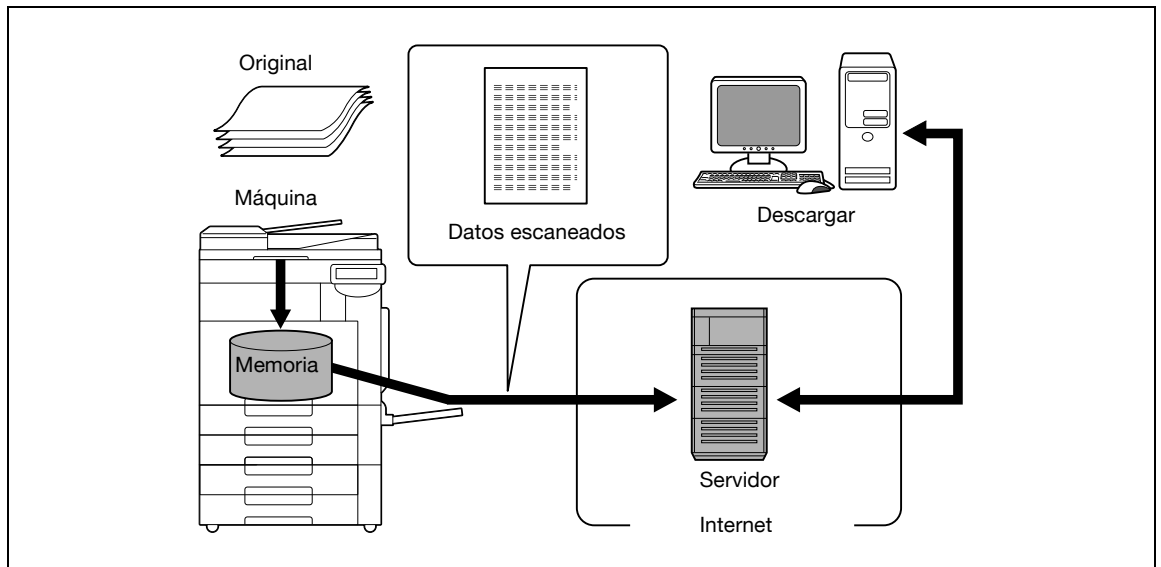 Original
Máquina
Memoria
Datos escaneados
Descargar
Servidor
Internet